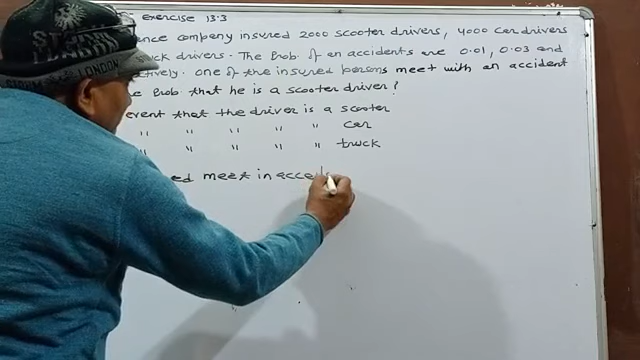 exercise 13.3
company insured 2000 scooter drivers, 4000 car drivers
drivers. The Prob. of an accidents are 0.01, 0.03 and
one of the insured persons meet with an accident
Prob that he is a scooter driver?
event that the driver is a scooter
" " " " " car
" " " " " truck
meet in acce
LONDON